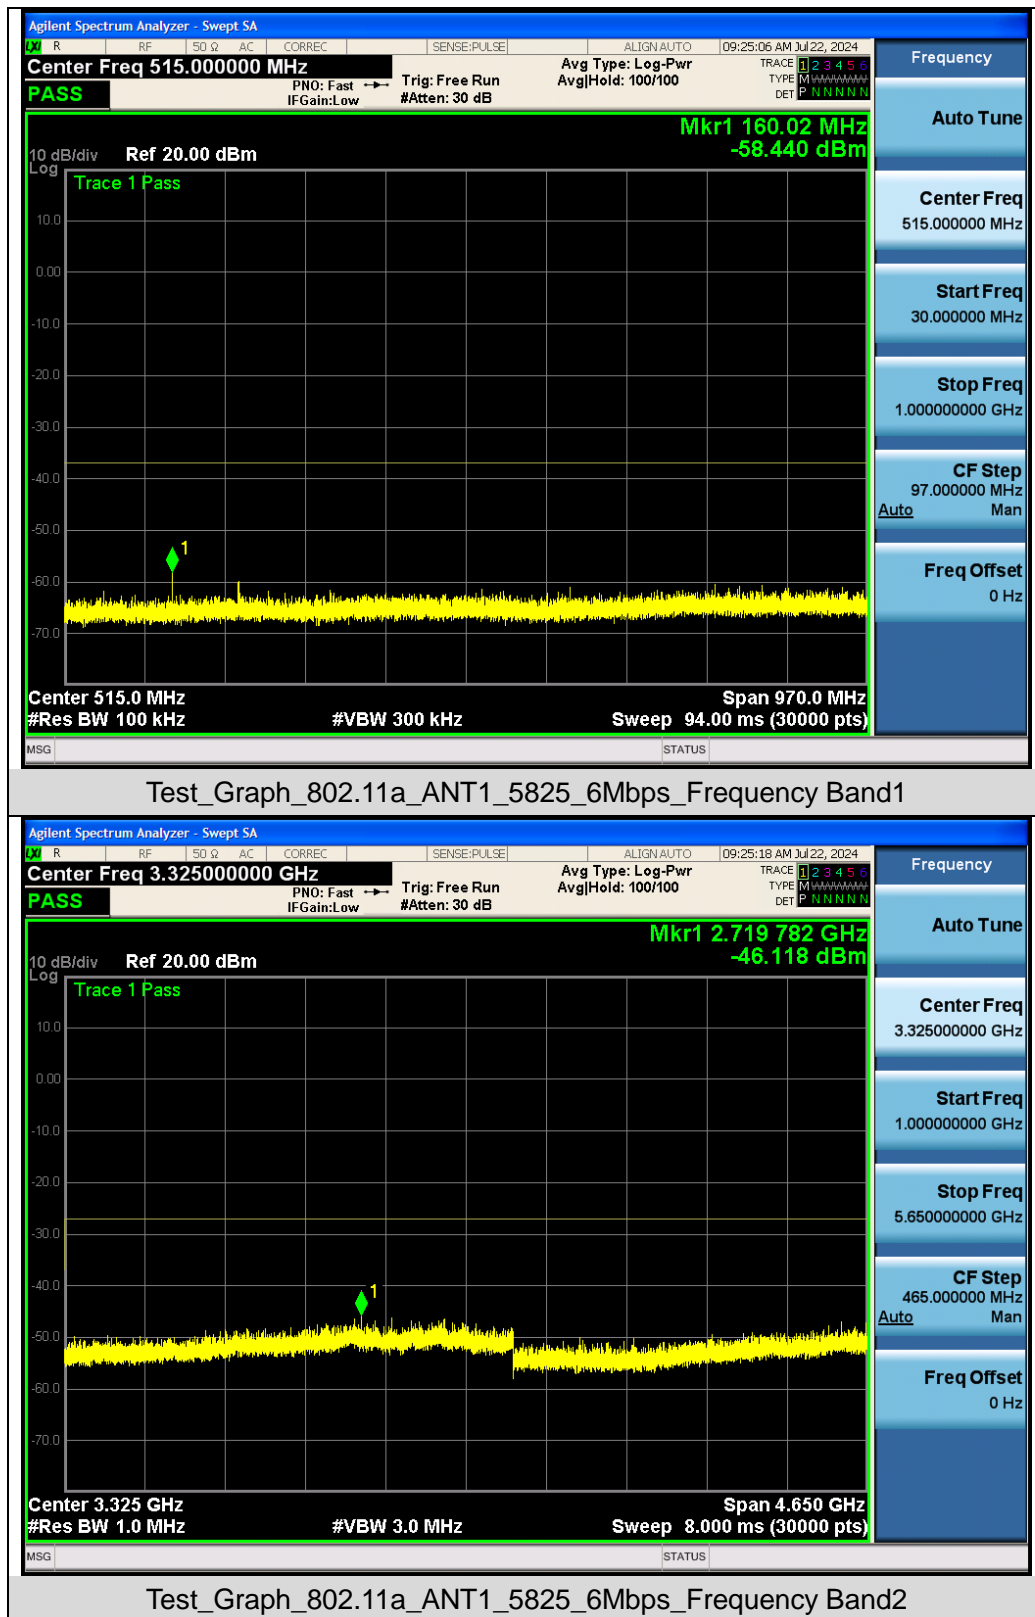 Agilent Spectrum Analyzer - Swept SA
LXI R RF 50 Ω AC CORREC SENSE:PULSE ALIGN AUTO 09:25:06 AM Jul 22, 2024
Center Freq 515.000000 MHz
PNO: Fast
IFGain:Low
Trig: Free Run
#Atten: 30 dB
Avg Type: Log-Pwr
Avg|Hold: 100/100
TRACE 1 2 3 4 5 6
TYPE M
DET P N N N N N
PASS
Mkr1 160.02 MHz
-58.440 dBm
10 dB/div
Log
Ref 20.00 dBm
Trace 1 Pass
10.0
0.00
-10.0
-20.0
-30.0
-40.0
-50.0
-60.0
-70.0
1
Center 515.0 MHz
#Res BW 100 kHz
#VBW 300 kHz
Span 970.0 MHz
Sweep 94.00 ms (30000 pts)
MSG
STATUS
Frequency
Auto Tune
Center Freq
515.000000 MHz
Start Freq
30.000000 MHz
Stop Freq
1.000000000 GHz
CF Step
97.000000 MHz
Auto Man
Freq Offset
0 Hz
Test_Graph_802.11a_ANT1_5825_6Mbps_Frequency Band1
Agilent Spectrum Analyzer - Swept SA
LXI R RF 50 Ω AC CORREC SENSE:PULSE ALIGN AUTO 09:25:18 AM Jul 22, 2024
Center Freq 3.325000000 GHz
PNO: Fast
IFGain:Low
Trig: Free Run
#Atten: 30 dB
Avg Type: Log-Pwr
Avg|Hold: 100/100
TRACE 1 2 3 4 5 6
TYPE M
DET P N N N N N
PASS
Mkr1 2.719 782 GHz
-46.118 dBm
10 dB/div
Log
Ref 20.00 dBm
Trace 1 Pass
10.0
0.00
-10.0
-20.0
-30.0
-40.0
-50.0
-60.0
-70.0
1
Center 3.325 GHz
#Res BW 1.0 MHz
#VBW 3.0 MHz
Span 4.650 GHz
Sweep 8.000 ms (30000 pts)
MSG
STATUS
Frequency
Auto Tune
Center Freq
3.325000000 GHz
Start Freq
1.000000000 GHz
Stop Freq
5.650000000 GHz
CF Step
465.000000 MHz
Auto Man
Freq Offset
0 Hz
Test_Graph_802.11a_ANT1_5825_6Mbps_Frequency Band2